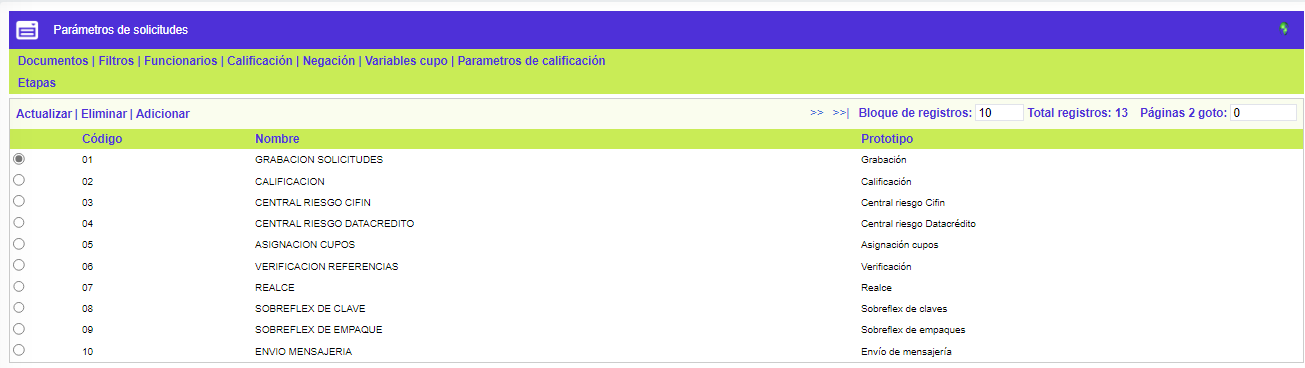 Parámetros de solicitudes
Documentos | Filtros | Funcionarios | Calificación | Negación | Variables cupo | Parametros de calificación
Etapas
Actualizar | Eliminar | Adicionar >> >>| Bloque de registros: 10 Total registros: 13 Páginas 2 goto: 0
Código Nombre Prototipo
01 GRABACION SOLICITUDES Grabación
02 CALIFICACION Calificación
03 CENTRAL RIESGO CIFIN Central riesgo Cifin
04 CENTRAL RIESGO DATACREDITO Central riesgo Datacrédito
05 ASIGNACION CUPOS Asignación cupos
06 VERIFICACION REFERENCIAS Verificación
07 REALCE Realce
08 SOBREFLEX DE CLAVE Sobreflex de claves
09 SOBREFLEX DE EMPAQUE Sobreflex de empaques
10 ENVIO MENSAJERIA Envío de mensajería